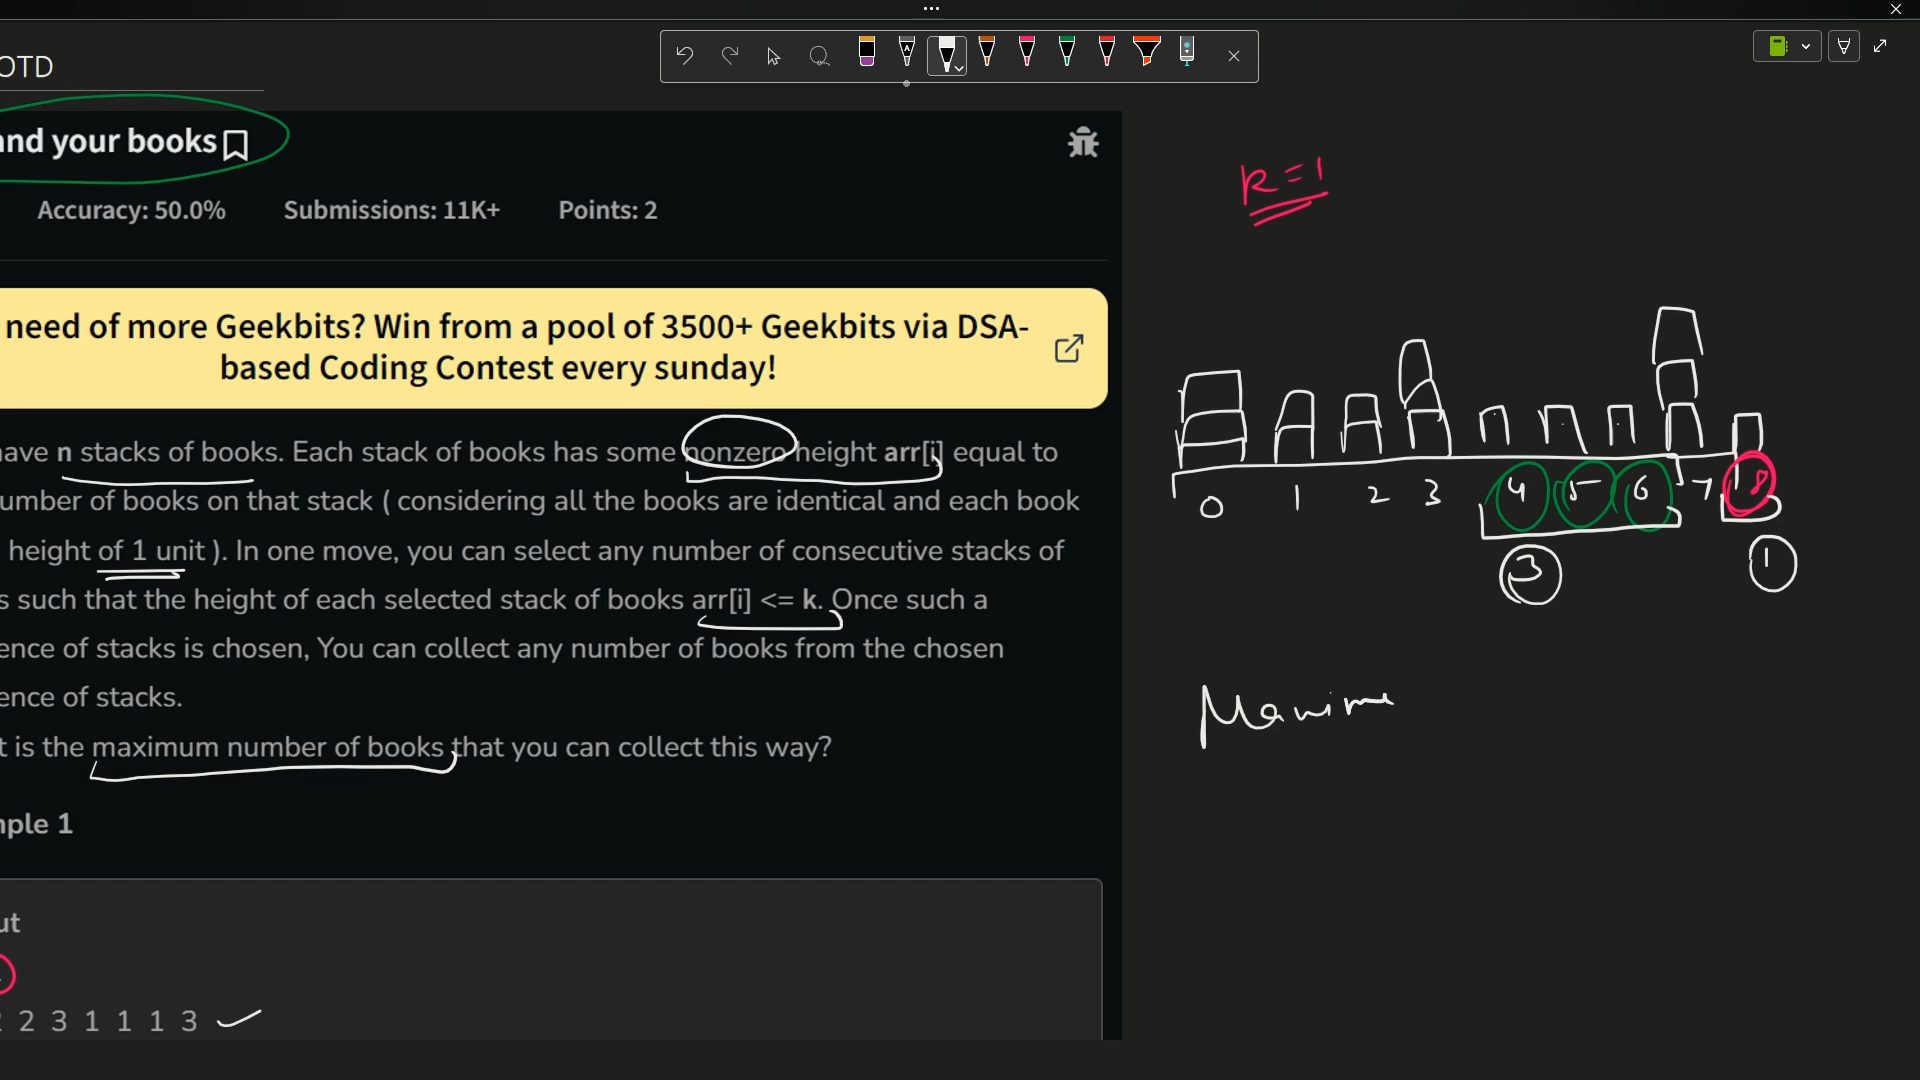 OTD
and your books
Accuracy: 50.0% Submissions: 11K+ Points: 2
need of more Geekbits? Win from a pool of 3500+ Geekbits via DSA-
based Coding Contest every sunday!
have n stacks of books. Each stack of books has some nonzero height arr[i] equal to
number of books on that stack ( considering all the books are identical and each book
height of 1 unit ). In one move, you can select any number of consecutive stacks of
s such that the height of each selected stack of books arr[i] <= k. Once such a
ence of stacks is chosen, You can collect any number of books from the chosen
ence of stacks.
t is the maximum number of books that you can collect this way?
mple 1
ut
2 2 3 1 1 1 3
k=1
0 1 2 3 4 5 6 7 8
3 1
Maxim